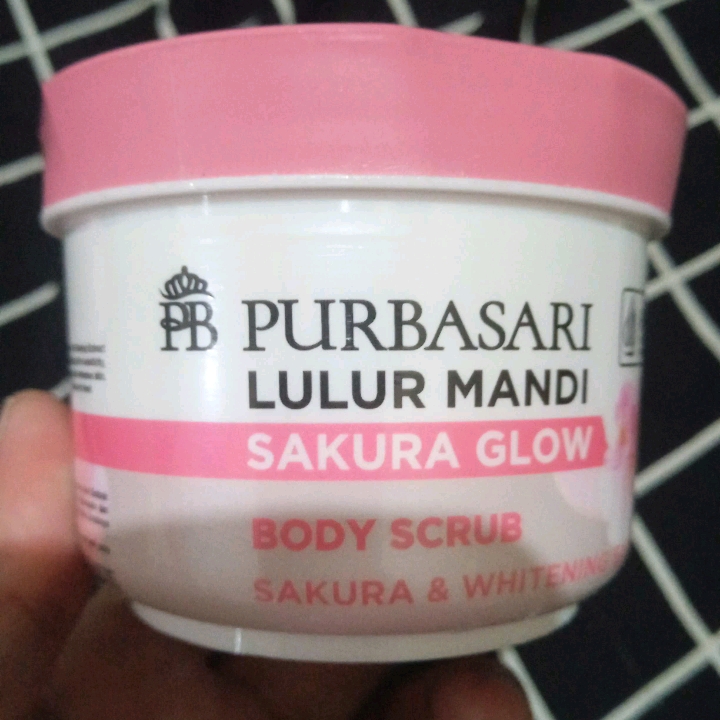 PB PURBASARI
LULUR MANDI
SAKURA GLOW
BODY SCRUB
SAKURA & WHITENING